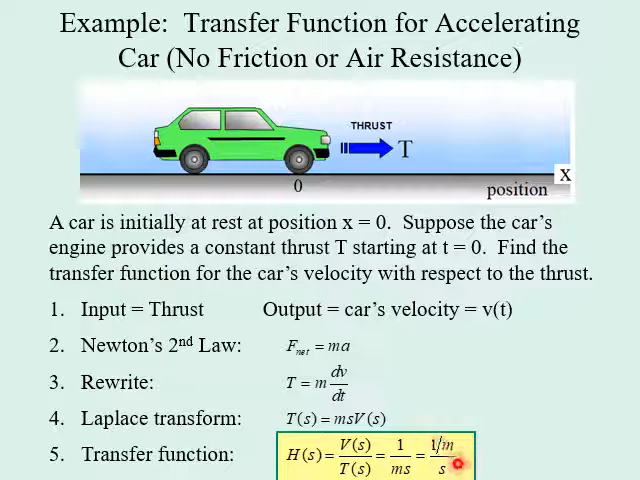 Example: Transfer Function for Accelerating
Car (No Friction or Air Resistance)
THRUST
T
0
position
x
A car is initially at rest at position x = 0. Suppose the car's
engine provides a constant thrust T starting at t = 0. Find the
transfer function for the car's velocity with respect to the thrust.
1. Input = Thrust Output = car's velocity = v(t)
2. Newton's 2nd Law: F_net = ma
3. Rewrite: T = m dv/dt
4. Laplace transform: T(s) = msV(s)
5. Transfer function: H(s) = V(s)/T(s) = 1/ms = (1/m)/s